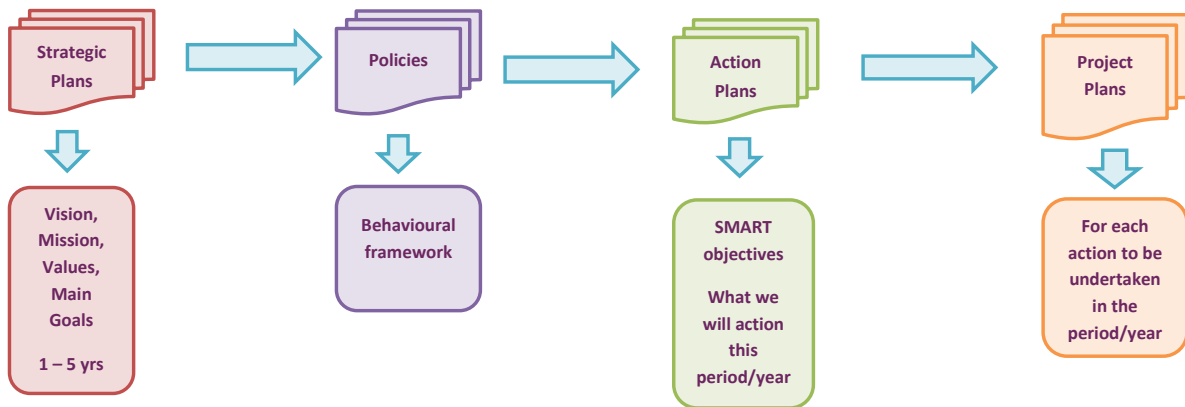 Strategic
Plans
Policies
Action
Plans
Project
Plans
Vision,
Mission,
Values,
Main
Goals
1 – 5 yrs
Behavioural
framework
SMART
objectives
What we
will action
this
period/year
For each
action to be
undertaken
in the
period/year